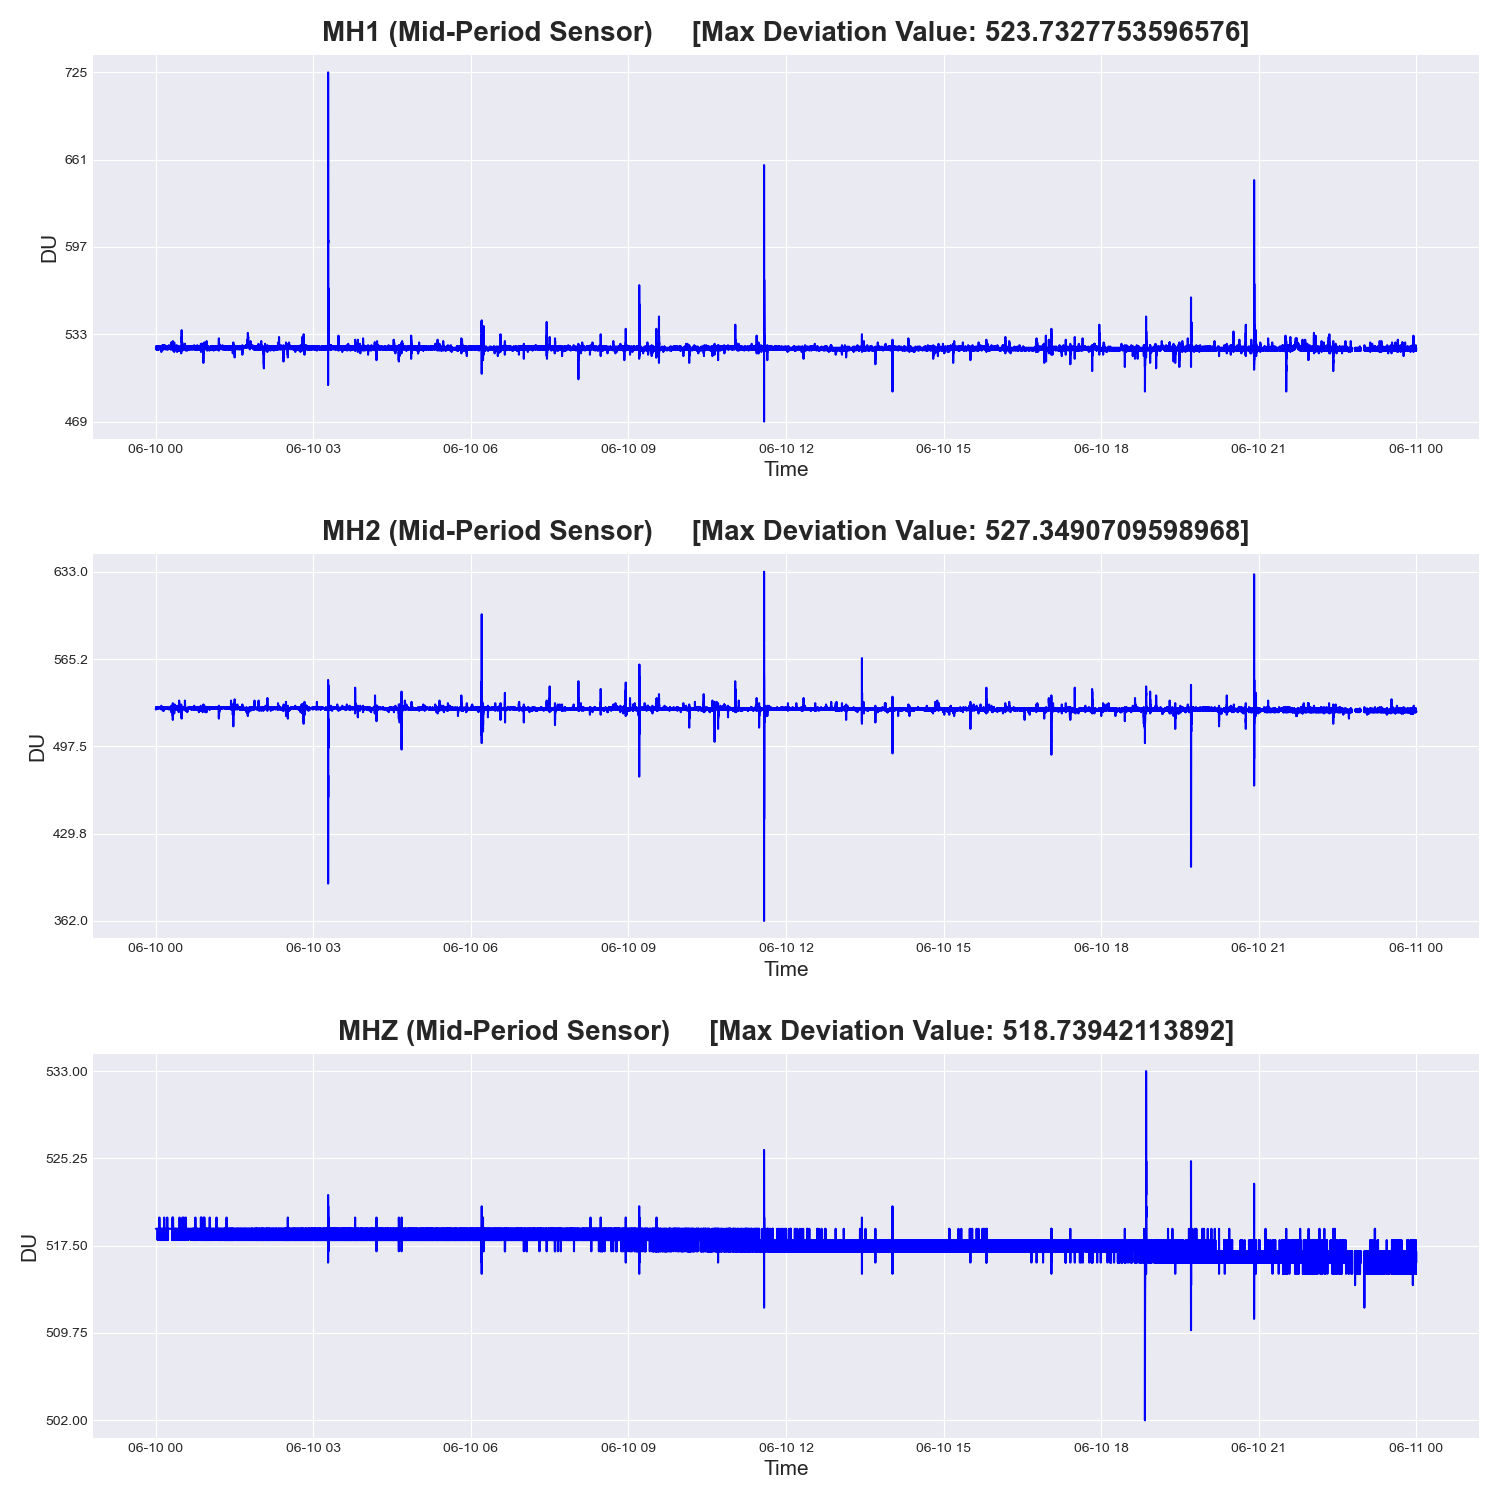 MH1 (Mid-Period Sensor) [Max Deviation Value: 523.7327753596576]
725
661
597
533
469
DU
06-10 00 06-10 03 06-10 06 06-10 09 06-10 12 06-10 15 06-10 18 06-10 21 06-11 00
Time
MH2 (Mid-Period Sensor) [Max Deviation Value: 527.3490709598968]
633.0
565.2
497.5
429.8
362.0
DU
06-10 00 06-10 03 06-10 06 06-10 09 06-10 12 06-10 15 06-10 18 06-10 21 06-11 00
Time
MHZ (Mid-Period Sensor) [Max Deviation Value: 518.73942113892]
533.00
525.25
517.50
509.75
502.00
DU
06-10 00 06-10 03 06-10 06 06-10 09 06-10 12 06-10 15 06-10 18 06-10 21 06-11 00
Time